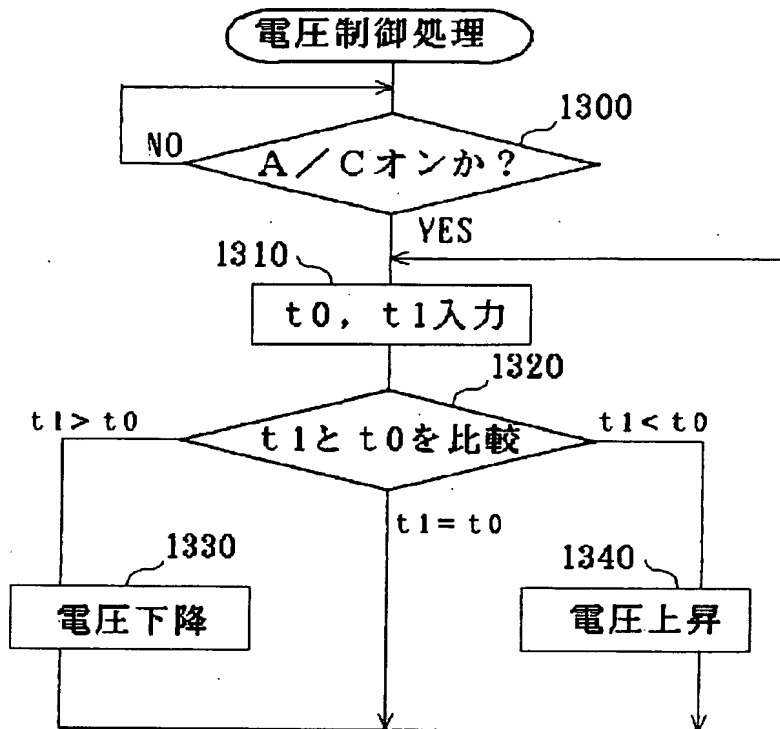 電圧制御処理
1300
NO
A／Cオンか？
YES
1310
t0，t1入力
1320
t1＞t0
t1とt0を比較
t1＜t0
t1＝t0
1330
1340
電圧下降
電圧上昇